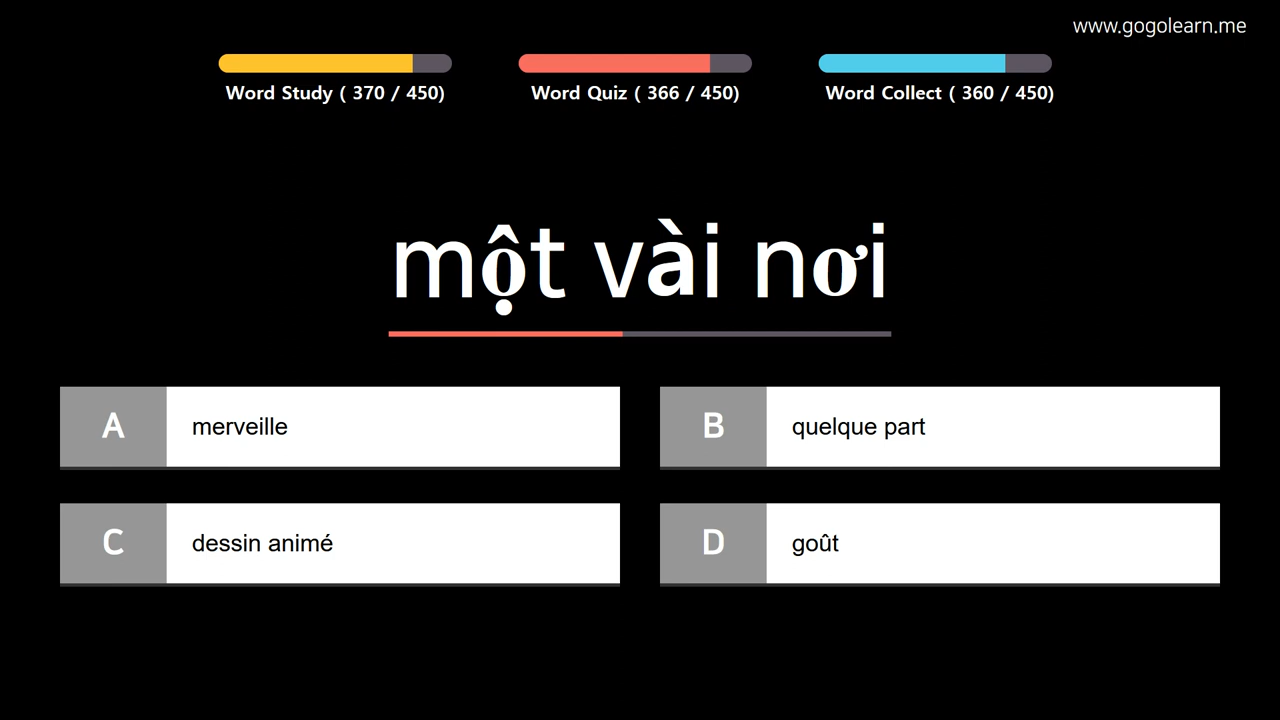 www.gogolearn.me
Word Study ( 370 / 450)
Word Quiz ( 366 / 450)
Word Collect ( 360 / 450)
một vài nơi
A merveille
B quelque part
C dessin animé
D goût